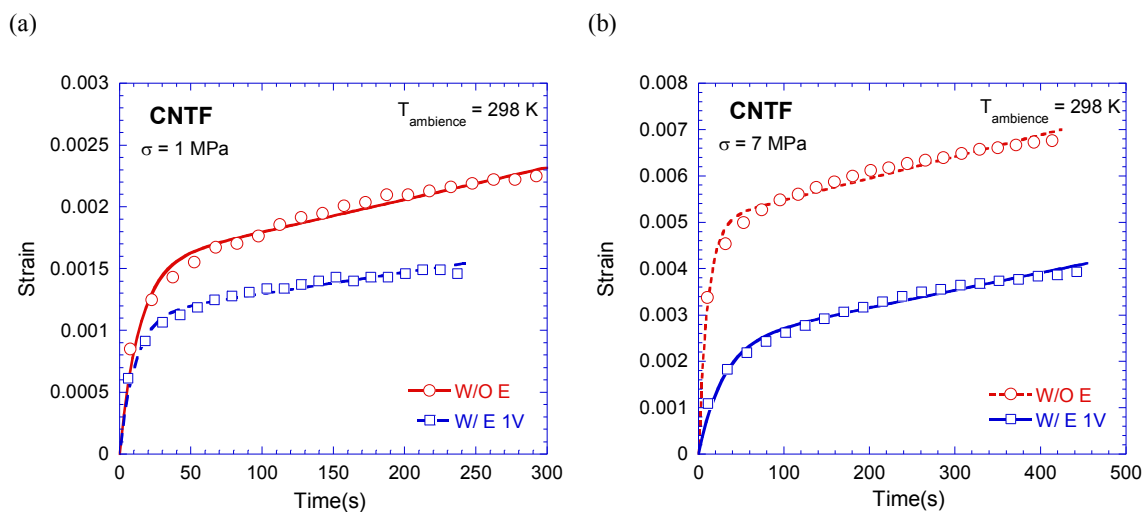 (a)
(b)
0.003
0.0025
0.002
0.0015
0.001
0.0005
0
Strain
CNTF
T ambience = 298 K
σ = 1 MPa
W/O E
W/ E 1V
0 50 100 150 200 250 300
Time(s)
0.008
0.007
0.006
0.005
0.004
0.003
0.002
0.001
0
Strain
CNTF
T ambience = 298 K
σ = 7 MPa
W/O E
W/ E 1V
0 100 200 300 400 500
Time(s)